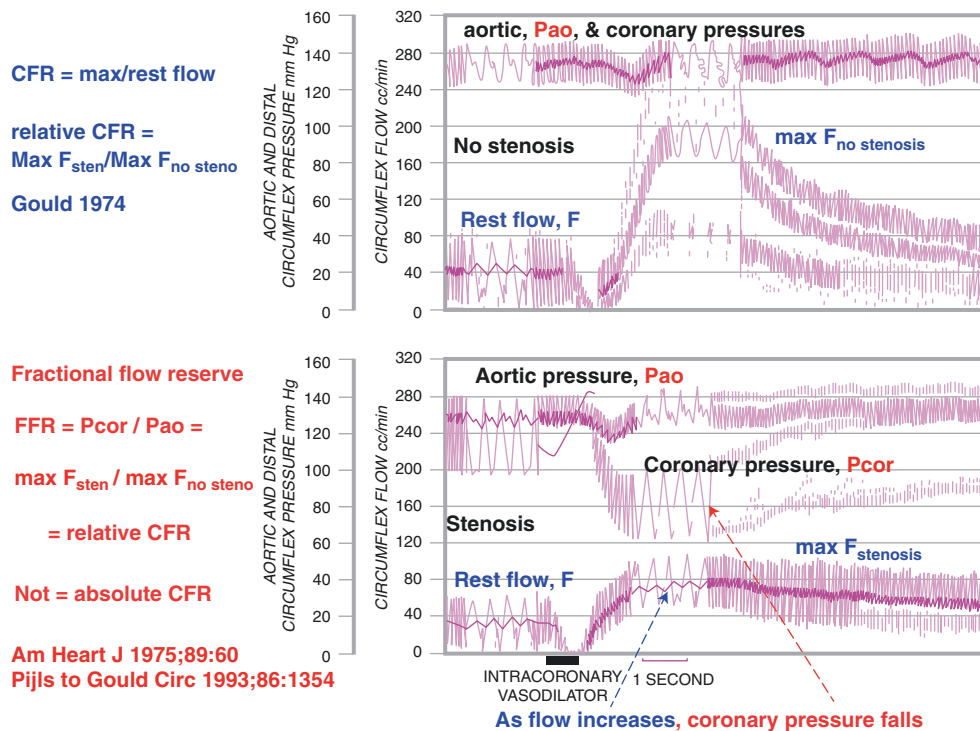 CFR = max/rest flow
relative CFR =
Max Fsten/Max Fno steno
Gould 1974
AORTIC AND DISTAL
CIRCUMFLEX PRESSURE mm Hg
160
140
120
100
80
60
40
20
0
CIRCUMFLEX FLOW cc/min
320
280
240
200
160
120
80
40
0
aortic, Pao, & coronary pressures
No stenosis
max Fno stenosis
Rest flow, F
Fractional flow reserve
FFR = Pcor / Pao =
max Fsten / max Fno steno
= relative CFR
Not = absolute CFR
Am Heart J 1975;89:60
Pijls to Gould Circ 1993;86:1354
AORTIC AND DISTAL
CIRCUMFLEX PRESSURE mm Hg
160
140
120
100
80
60
40
20
0
CIRCUMFLEX FLOW cc/min
320
280
240
200
160
120
80
40
0
Aortic pressure, Pao
Coronary pressure, Pcor
Stenosis
max Fstenosis
Rest flow, F
INTRACORONARY
VASODILATOR
1 SECOND
As flow increases, coronary pressure falls